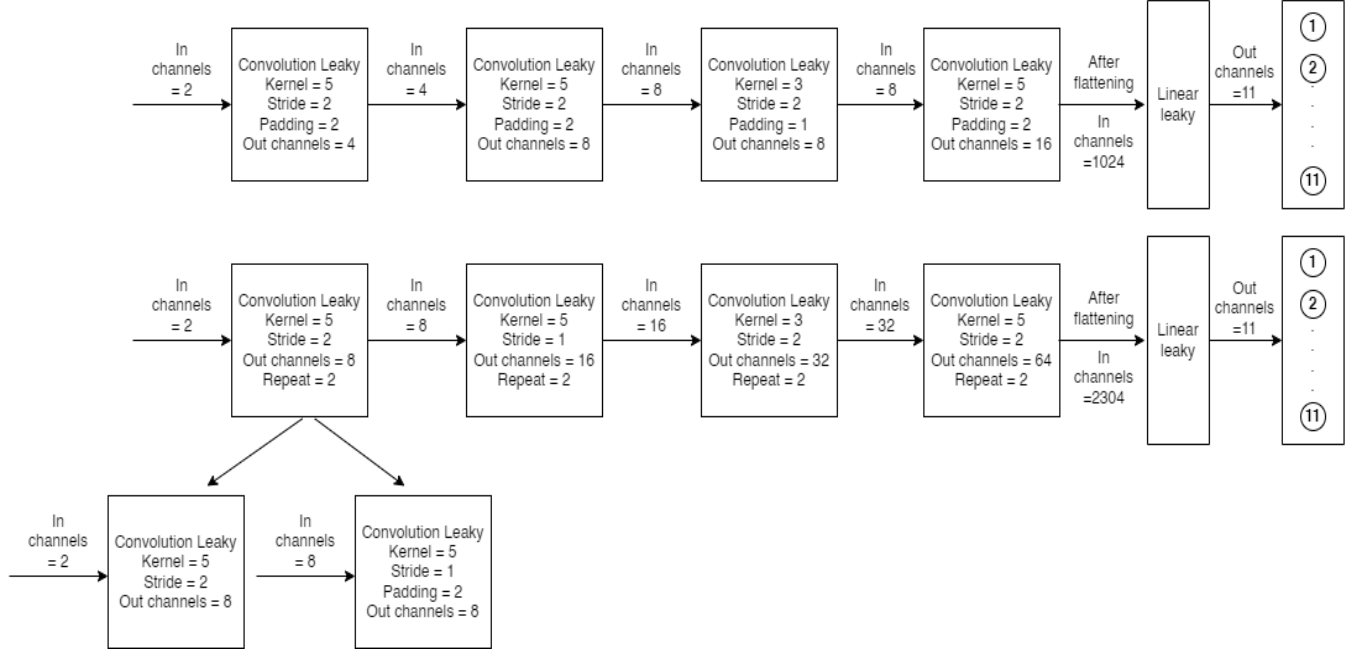 In
channels
= 2
Convolution Leaky
Kernel = 5
Stride = 2
Padding = 2
Out channels = 4
In
channels
= 4
Convolution Leaky
Kernel = 5
Stride = 2
Padding = 2
Out channels = 8
In
channels
= 8
Convolution Leaky
Kernel = 3
Stride = 2
Padding = 1
Out channels = 8
In
channels
= 8
Convolution Leaky
Kernel = 5
Stride = 2
Padding = 2
Out channels = 16
After
flattening
In
channels
=1024
Linear
leaky
Out
channels
=11
1
2
11
In
channels
= 2
Convolution Leaky
Kernel = 5
Stride = 2
Out channels = 8
Repeat = 2
In
channels
= 8
Convolution Leaky
Kernel = 5
Stride = 1
Out channels = 16
Repeat = 2
In
channels
= 16
Convolution Leaky
Kernel = 3
Stride = 2
Out channels = 32
Repeat = 2
In
channels
= 32
Convolution Leaky
Kernel = 5
Stride = 2
Out channels = 64
Repeat = 2
After
flattening
In
channels
=2304
Linear
leaky
Out
channels
=11
1
2
11
In
channels
= 2
Convolution Leaky
Kernel = 5
Stride = 2
Out channels = 8
In
channels
= 8
Convolution Leaky
Kernel = 5
Stride = 1
Padding = 2
Out channels = 8